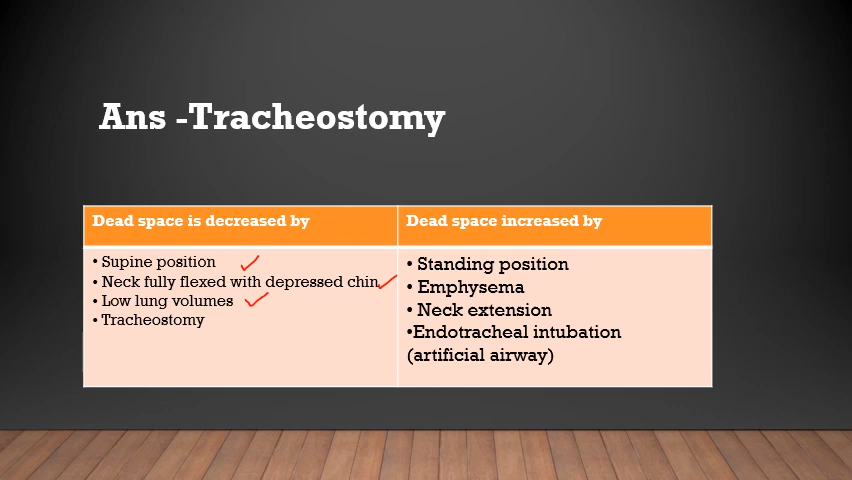 Ans -Tracheostomy
Dead space is decreased by
• Supine position
• Neck fully flexed with depressed chin
• Low lung volumes
• Tracheostomy
Dead space increased by
• Standing position
• Emphysema
• Neck extension
•Endotracheal intubation
(artificial airway)